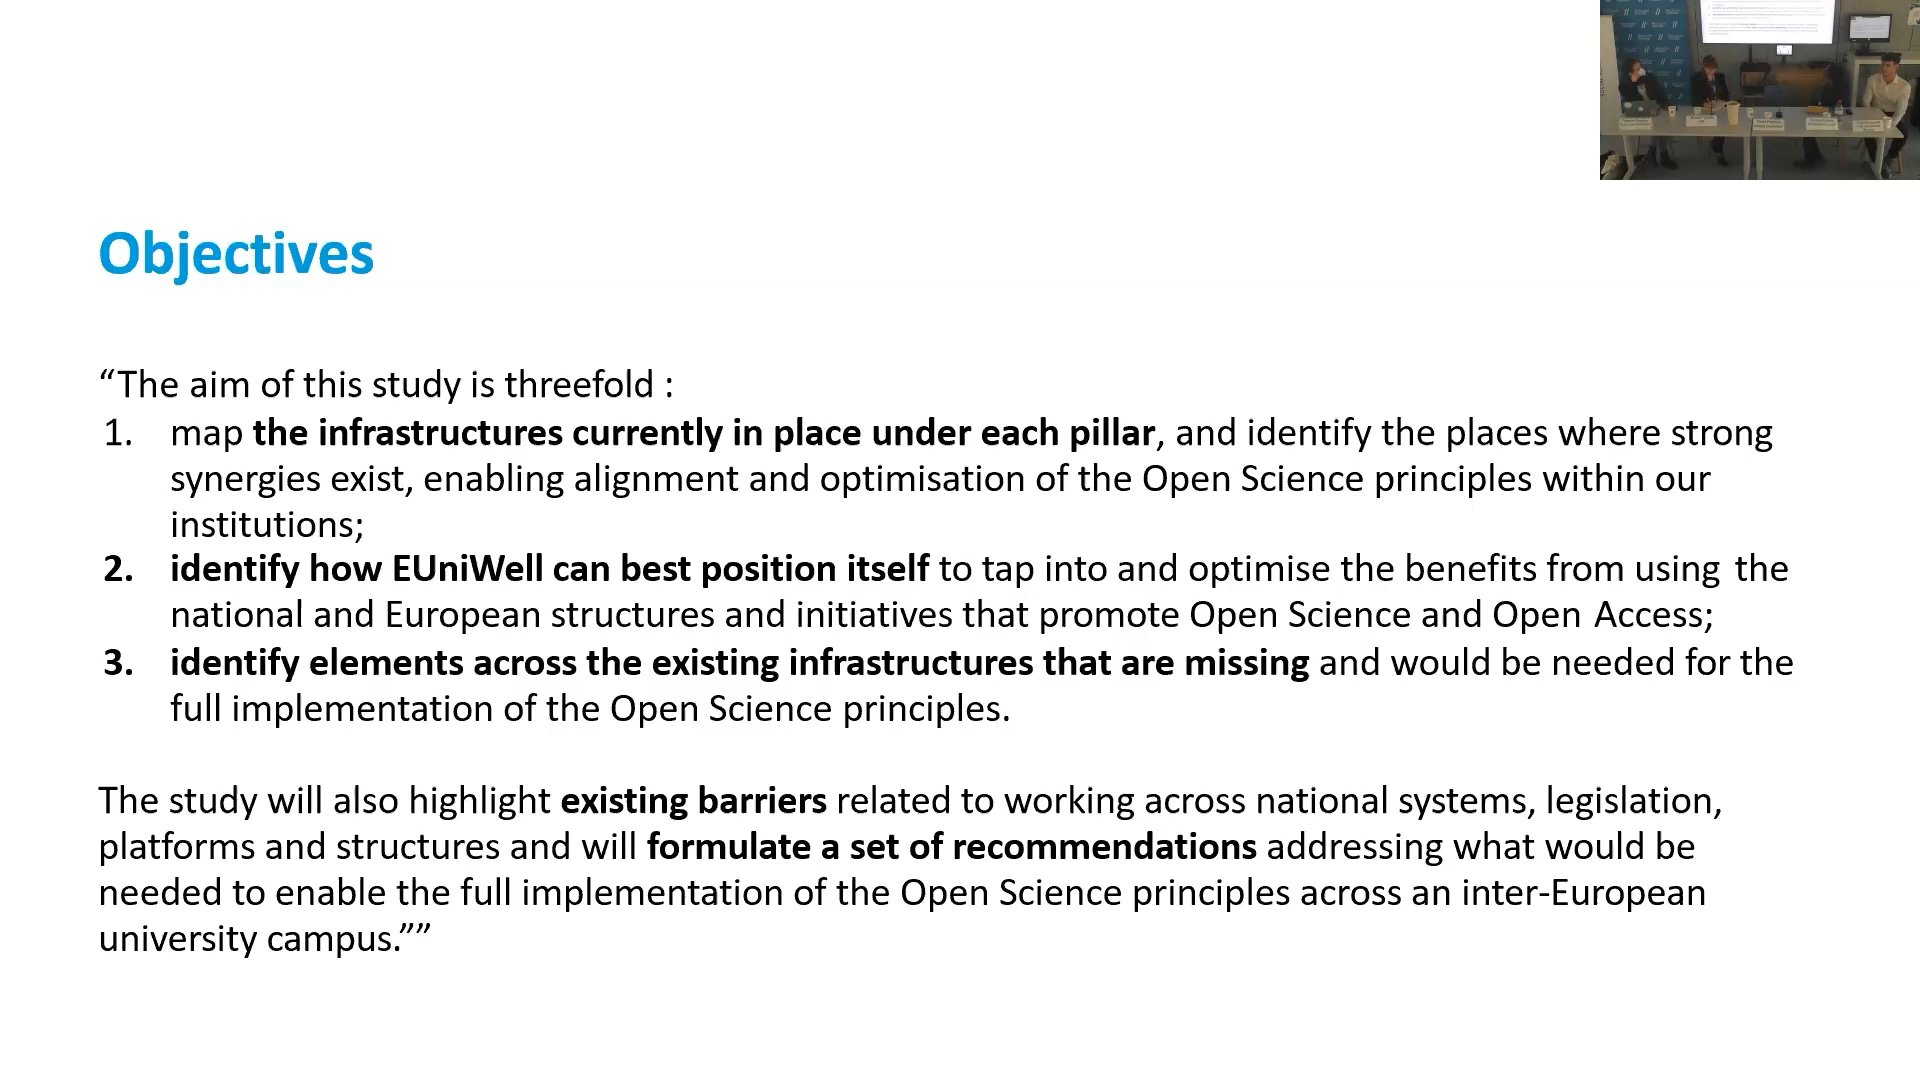 Objectives
“The aim of this study is threefold :
1. map the infrastructures currently in place under each pillar, and identify the places where strong
synergies exist, enabling alignment and optimisation of the Open Science principles within our
institutions;
2. identify how EUniWell can best position itself to tap into and optimise the benefits from using the
national and European structures and initiatives that promote Open Science and Open Access;
3. identify elements across the existing infrastructures that are missing and would be needed for the
full implementation of the Open Science principles.
The study will also highlight existing barriers related to working across national systems, legislation,
platforms and structures and will formulate a set of recommendations addressing what would be
needed to enable the full implementation of the Open Science principles across an inter-European
university campus.””